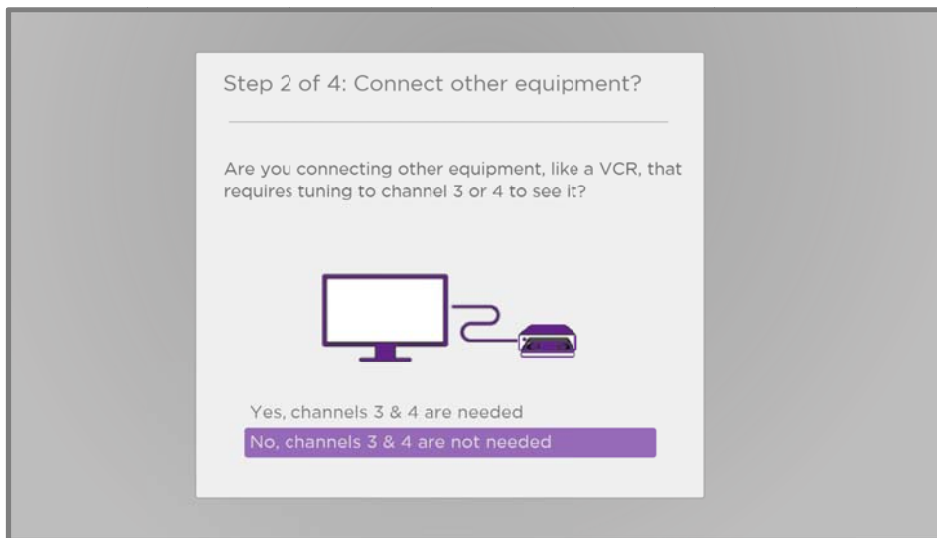 Step 2 of 4: Connect other equipment?
Are you connecting other equipment, like a VCR, that
requires tuning to channel 3 or 4 to see it?
Yes, channels 3 & 4 are needed
No, channels 3 & 4 are not needed